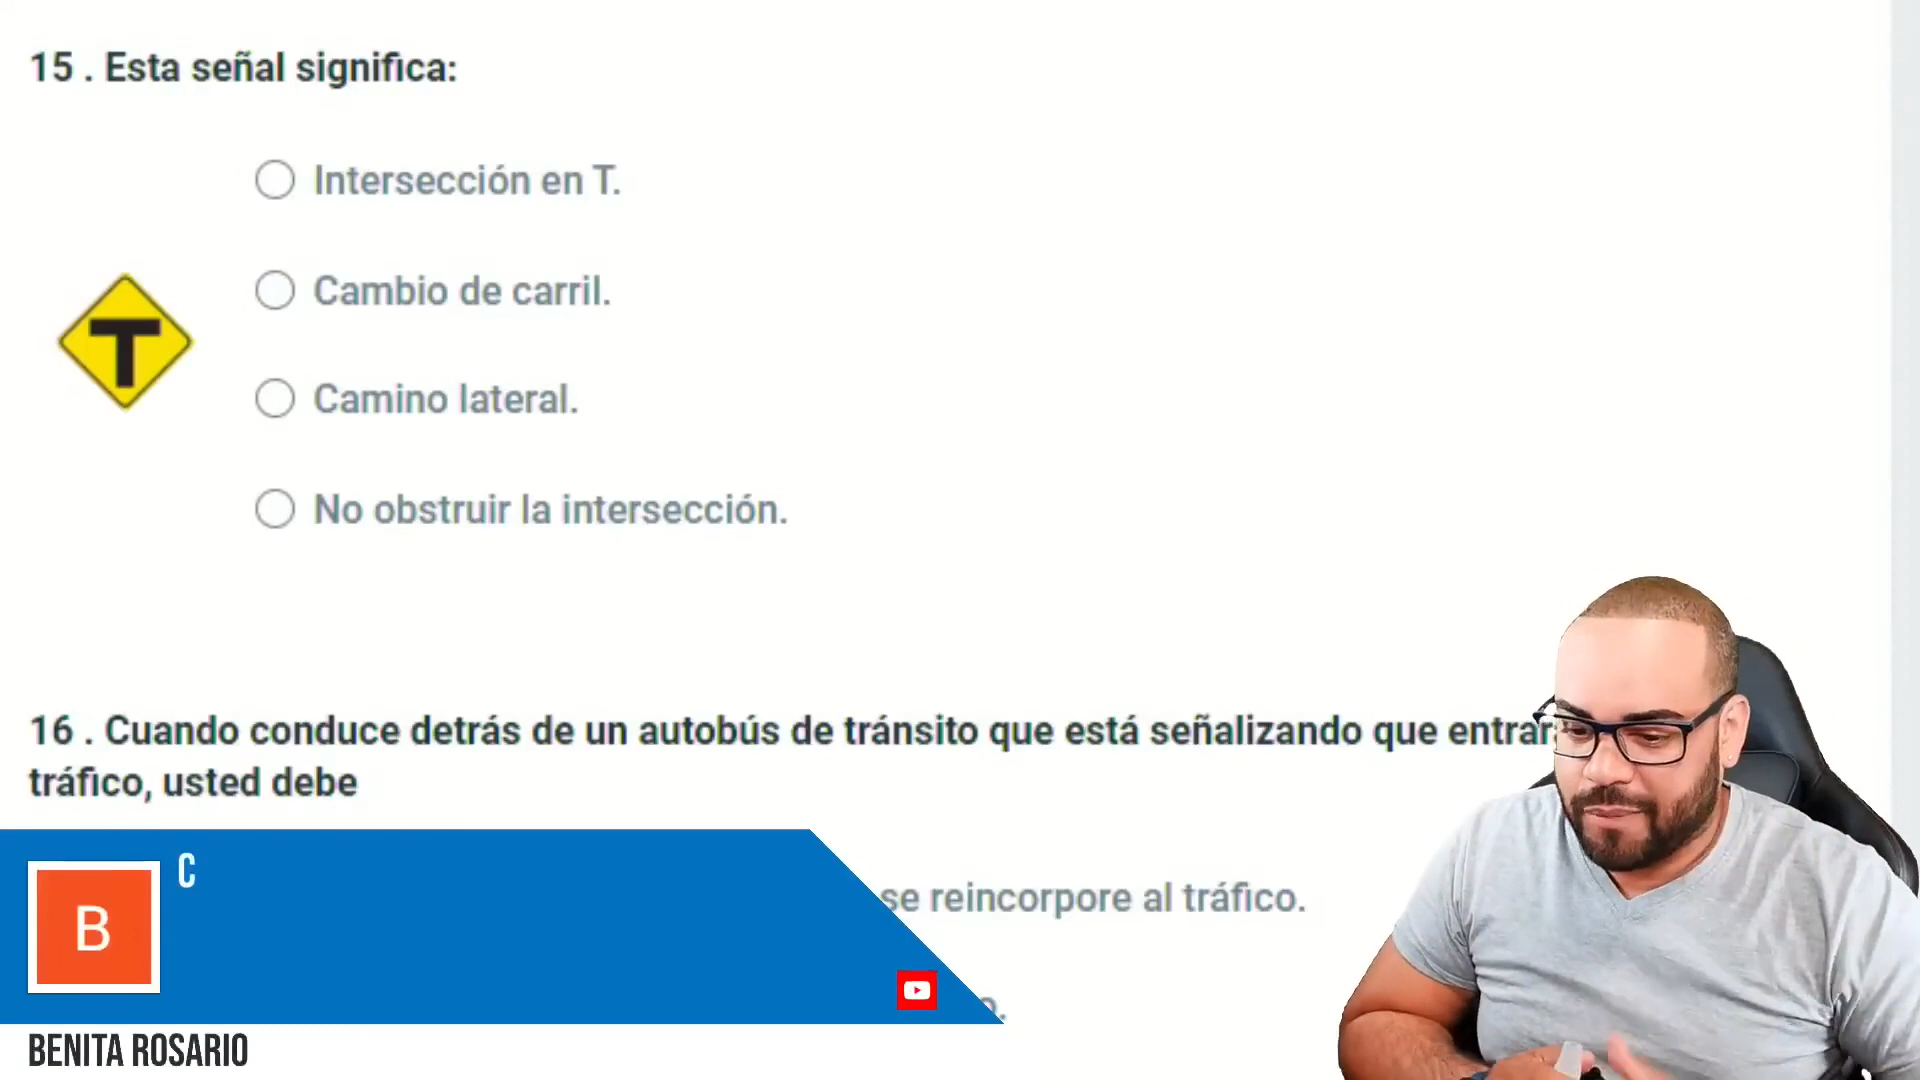 15 . Esta señal significa:
Intersección en T.
Cambio de carril.
T
Camino lateral.
No obstruir la intersección.
16 . Cuando conduce detrás de un autobús de tránsito que está señalizando que
tráfico, usted debe
C
se reincorpore al tráfico.
B
BENITA ROSARIO